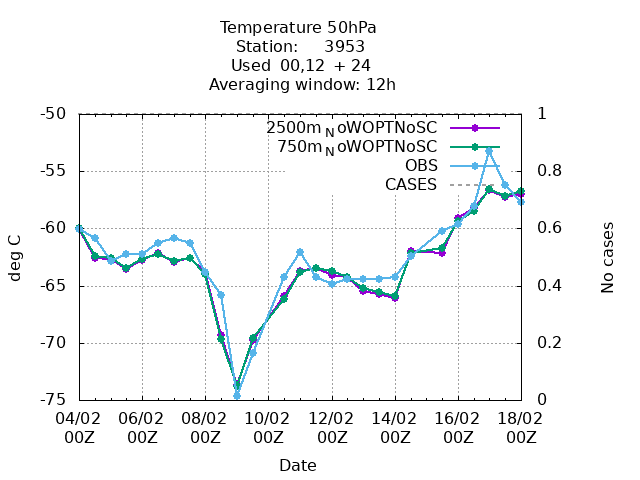 Temperature 50hPa
Station: 3953
Used 00,12 + 24
Averaging window: 12h
-50
-55
-60
-65
-70
-75
1
0.8
0.6
0.4
0.2
0
2500m NoWOPTNoSC
750m NoWOPTNoSC
OBS
CASES
deg C
No cases
04/02 06/02 08/02 10/02 12/02 14/02 16/02 18/02
00Z 00Z 00Z 00Z 00Z 00Z 00Z 00Z
Date